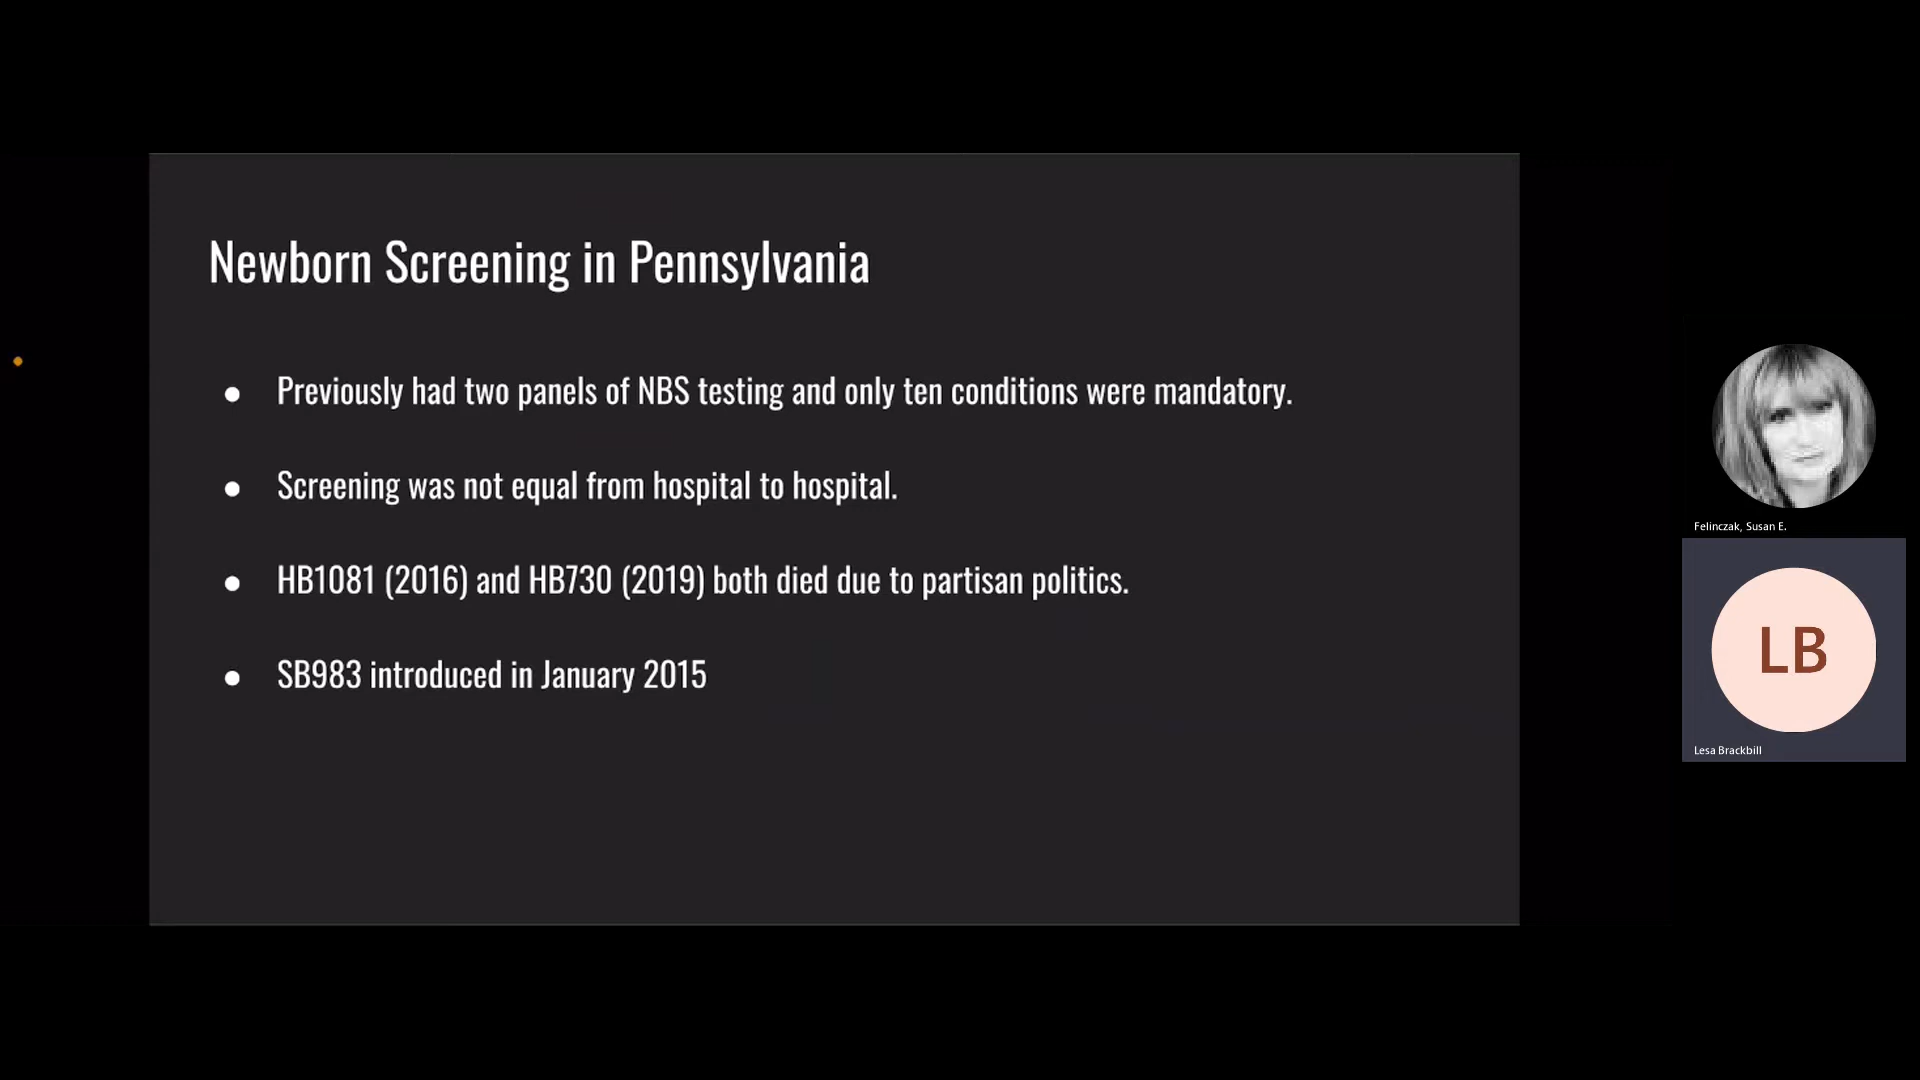 Newborn Screening in Pennsylvania
● Previously had two panels of NBS testing and only ten conditions were mandatory.
● Screening was not equal from hospital to hospital.
● HB1081 (2016) and HB730 (2019) both died due to partisan politics.
● SB983 introduced in January 2015
Felinczak, Susan E.
LB
Lesa Brackbill